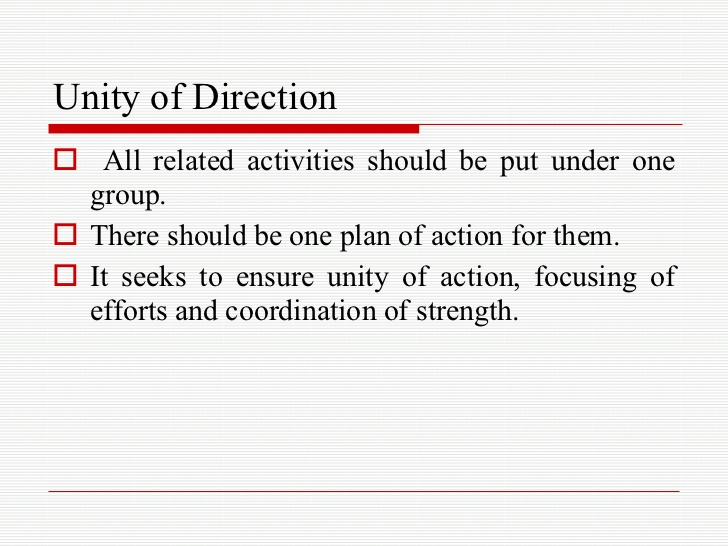 Unity of Direction
All related activities should be put under one
group.
There should be one plan of action for them.
It seeks to ensure unity of action, focusing of
efforts and coordination of strength.